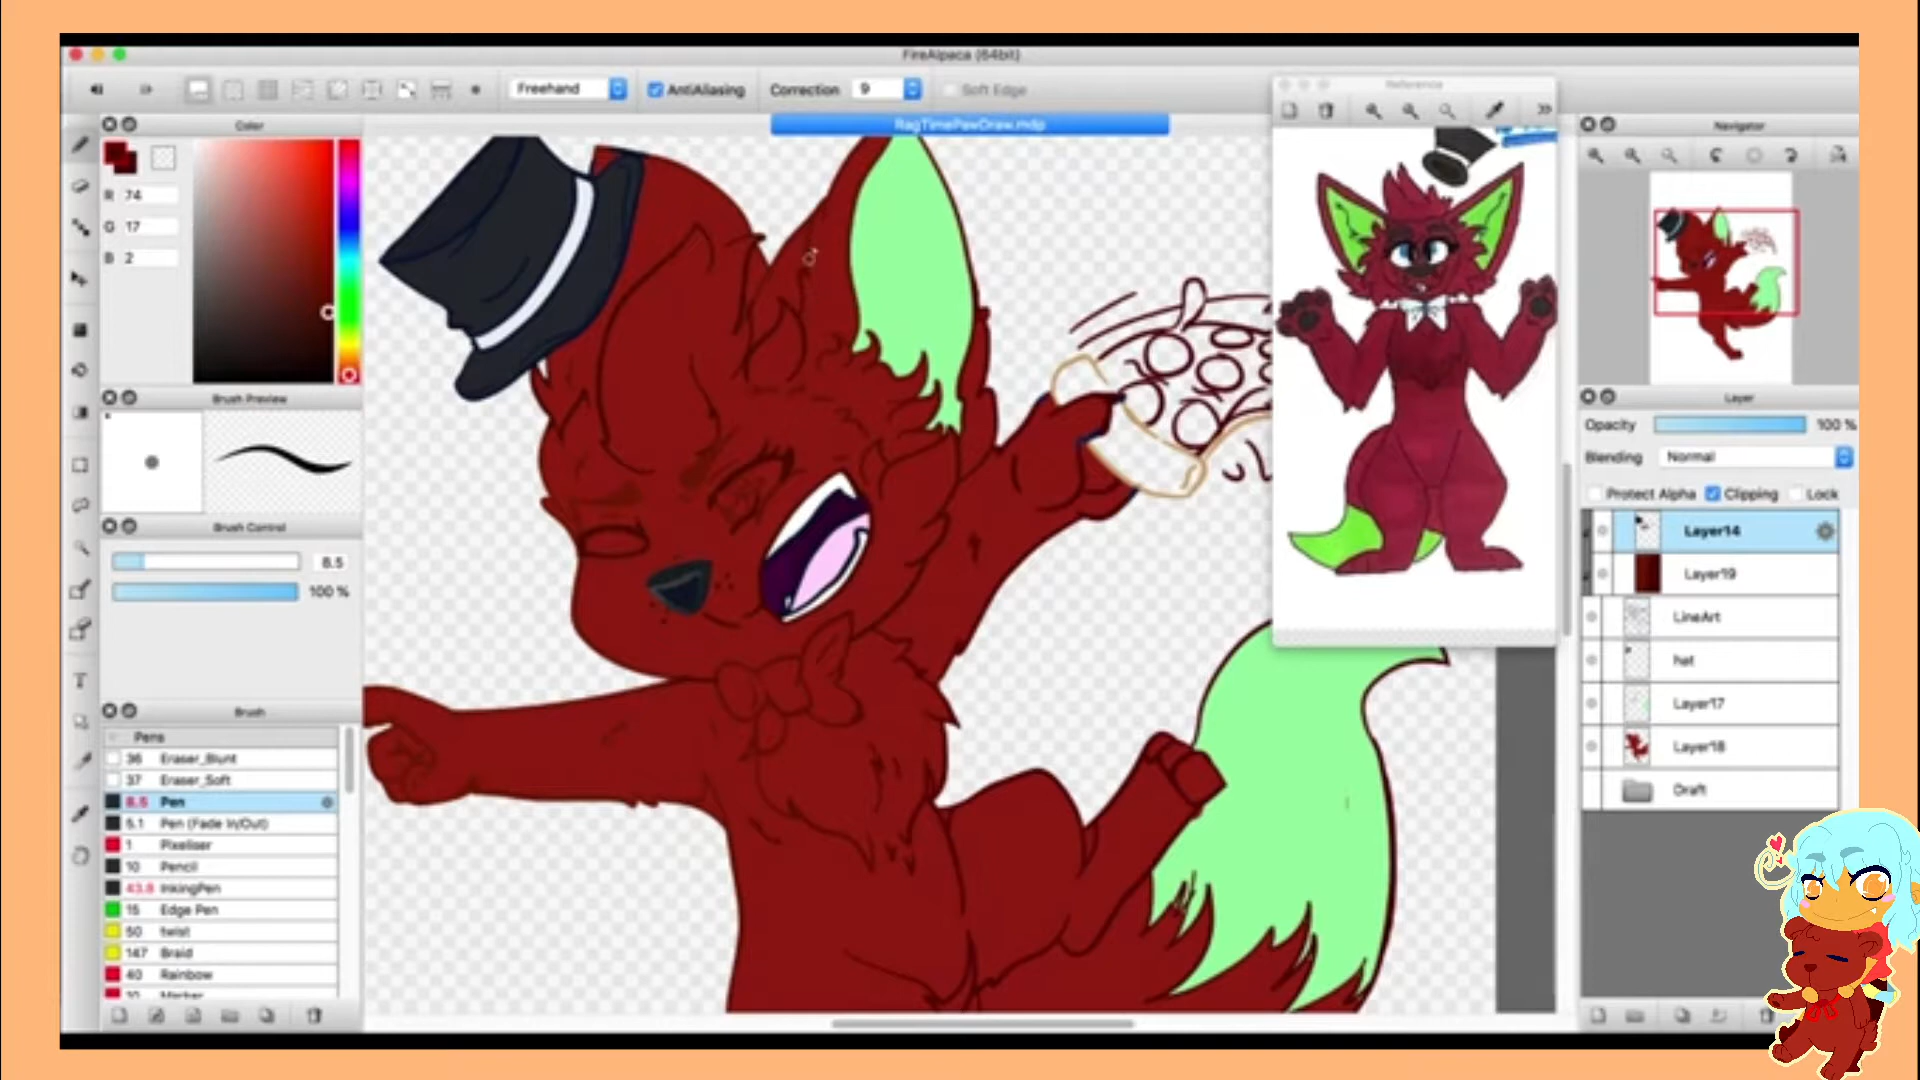 FireAlpaca (64bit)
Freehand
AntiAliasing
Correction 9
Soft Edge
Reference
Color
RagTimePawDraw.mdp
Navigator
R 74
G 17
B 2
Brush Preview
Layer
Opacity 100 %
Blending Normal
Protect Alpha Clipping Lock
Brush Control
Layer14
8.5
Layer19
100 %
LineArt
hat
Layer17
Brush
Layer18
Pens
36 Eraser_Blunt
37 Eraser_Soft
Draft
8.5 Pen
5.1 Pen (Fade In/Out)
1 Pixeliser
10 Pencil
43.8 InkingPen
15 Edge Pen
50 twist
147 Braid
40 Rainbow
Marker